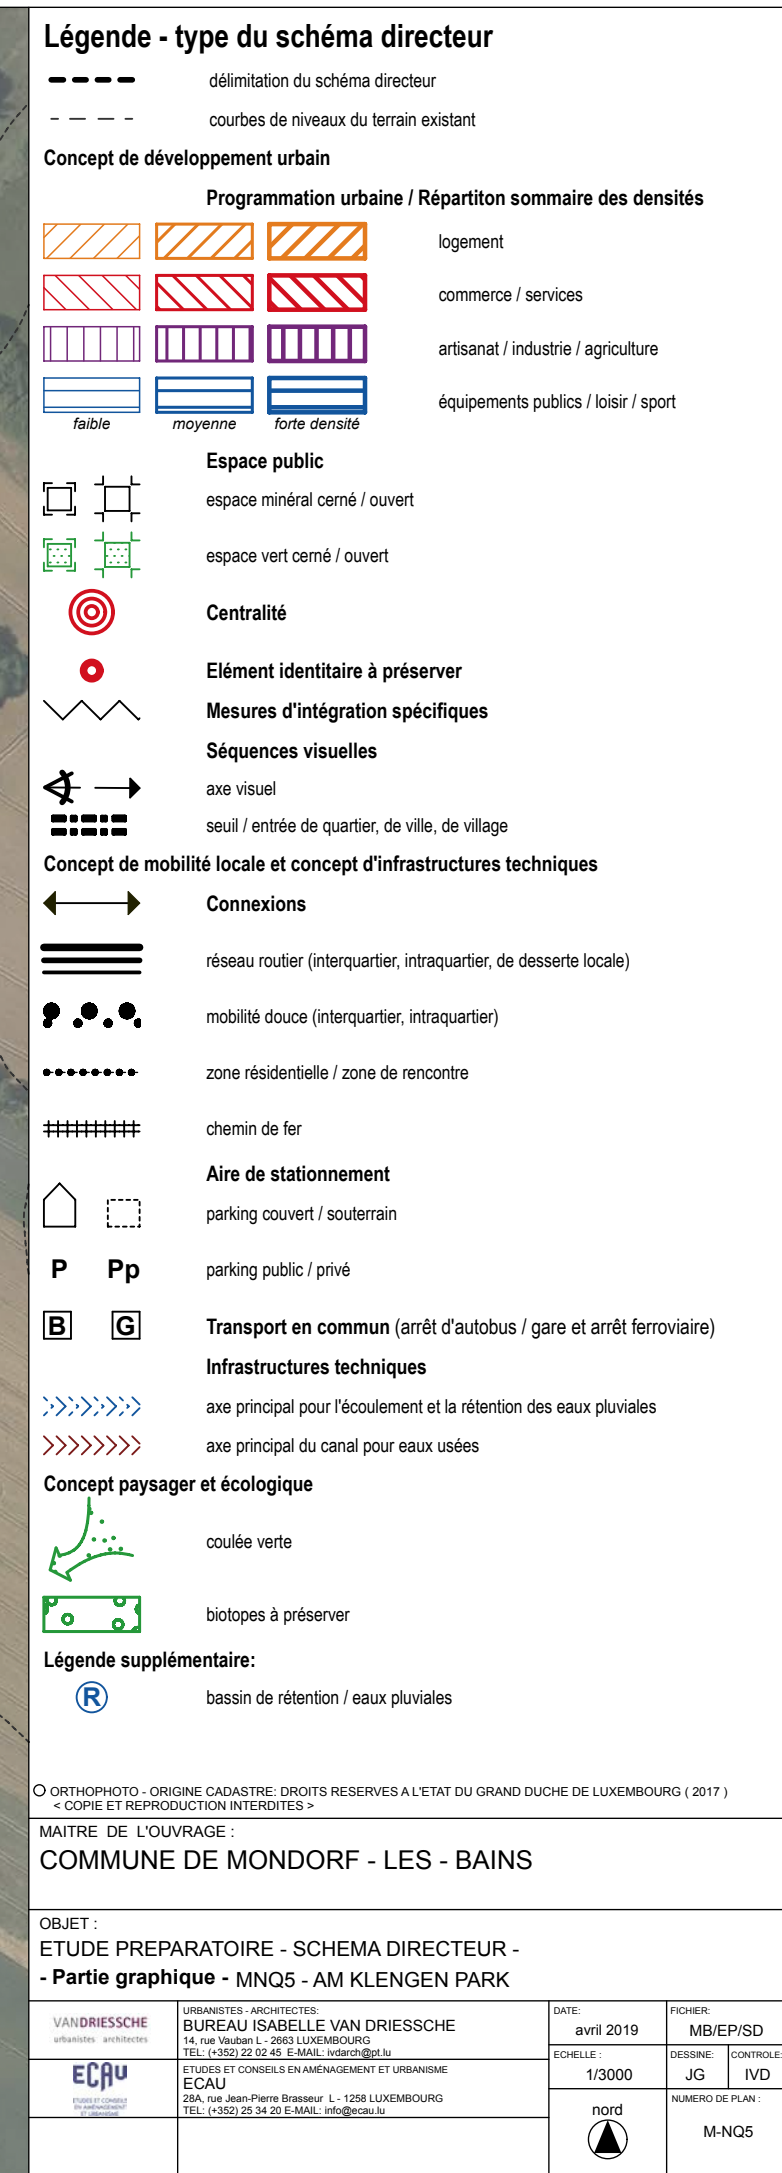 Légende - type du schéma directeur
délimitation du schéma directeur
courbes de niveaux du terrain existant
Concept de développement urbain
Programmation urbaine / Répartiton sommaire des densités
logement
commerce / services
artisanat / industrie / agriculture
équipements publics / loisir / sport
faible moyenne forte densité
Espace public
espace minéral cerné / ouvert
espace vert cerné / ouvert
Centralité
Elément identitaire à préserver
Mesures d'intégration spécifiques
Séquences visuelles
axe visuel
seuil / entrée de quartier, de ville, de village
Concept de mobilité locale et concept d'infrastructures techniques
Connexions
réseau routier (interquartier, intraquartier, de desserte locale)
mobilité douce (interquartier, intraquartier)
zone résidentielle / zone de rencontre
chemin de fer
Aire de stationnement
parking couvert / souterrain
P Pp parking public / privé
B G Transport en commun (arrêt d'autobus / gare et arrêt ferroviaire)
Infrastructures techniques
axe principal pour l'écoulement et la rétention des eaux pluviales
axe principal du canal pour eaux usées
Concept paysager et écologique
coulée verte
biotopes à préserver
Légende supplémentaire:
R bassin de rétention / eaux pluviales
ORTHOPHOTO - ORIGINE CADASTRE: DROITS RESERVES A L'ETAT DU GRAND DUCHE DE LUXEMBOURG ( 2017 )
< COPIE ET REPRODUCTION INTERDITES >
MAITRE DE L'OUVRAGE :
COMMUNE DE MONDORF - LES - BAINS
OBJET :
ETUDE PREPARATOIRE - SCHEMA DIRECTEUR -
- Partie graphique - MNQ5 - AM KLENGEN PARK
VANDRIESSCHE
urbanistes architectes
URBANISTES - ARCHITECTES:
BUREAU ISABELLE VAN DRIESSCHE
14, rue Vauban L - 2663 LUXEMBOURG
TEL: (+352) 22 02 45 E-MAIL: ivdarch@pt.lu
ECAU
ETUDES ET CONSEILS
EN AMÉNAGEMENT
ET URBANISME
ETUDES ET CONSEILS EN AMÉNAGEMENT ET URBANISME
ECAU
28A, rue Jean-Pierre Brasseur L - 1258 LUXEMBOURG
TEL: (+352) 25 34 20 E-MAIL: info@ecau.lu
DATE:
avril 2019
FICHIER:
MB/EP/SD
ECHELLE :
1/3000
DESSINE:
JG
CONTROLE:
IVD
nord
NUMERO DE PLAN :
M-NQ5